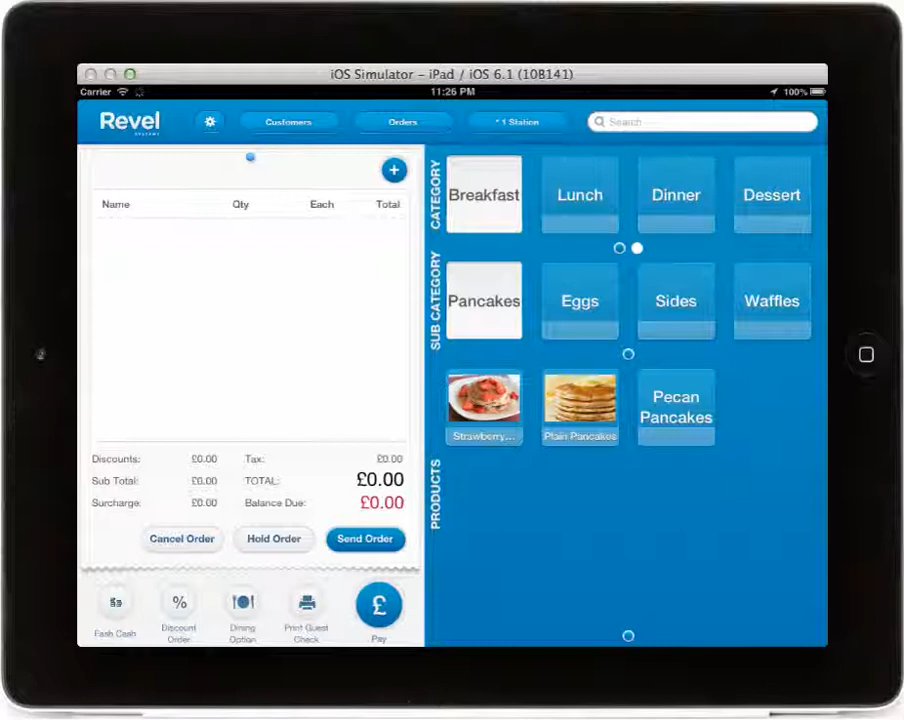 iOS Simulator – iPad / iOS 6.1 (10B141)
Carrier
11:26 PM
100%
Revel
SYSTEMS
Customers
Orders
* 1 Station
Search
Name Qty Each Total
Discounts: £0.00 Tax: £0.00
Sub Total: £0.00 TOTAL: £0.00
Surcharge: £0.00 Balance Due: £0.00
Cancel Order
Hold Order
Send Order
%
£
Fash Cash
Discount
Order
Dining
Option
Print Guest
Check
Pay
CATEGORY
Breakfast
Lunch
Dinner
Dessert
SUB CATEGORY
Pancakes
Eggs
Sides
Waffles
PRODUCTS
Strawberry...
Plain Pancakes
Pecan
Pancakes